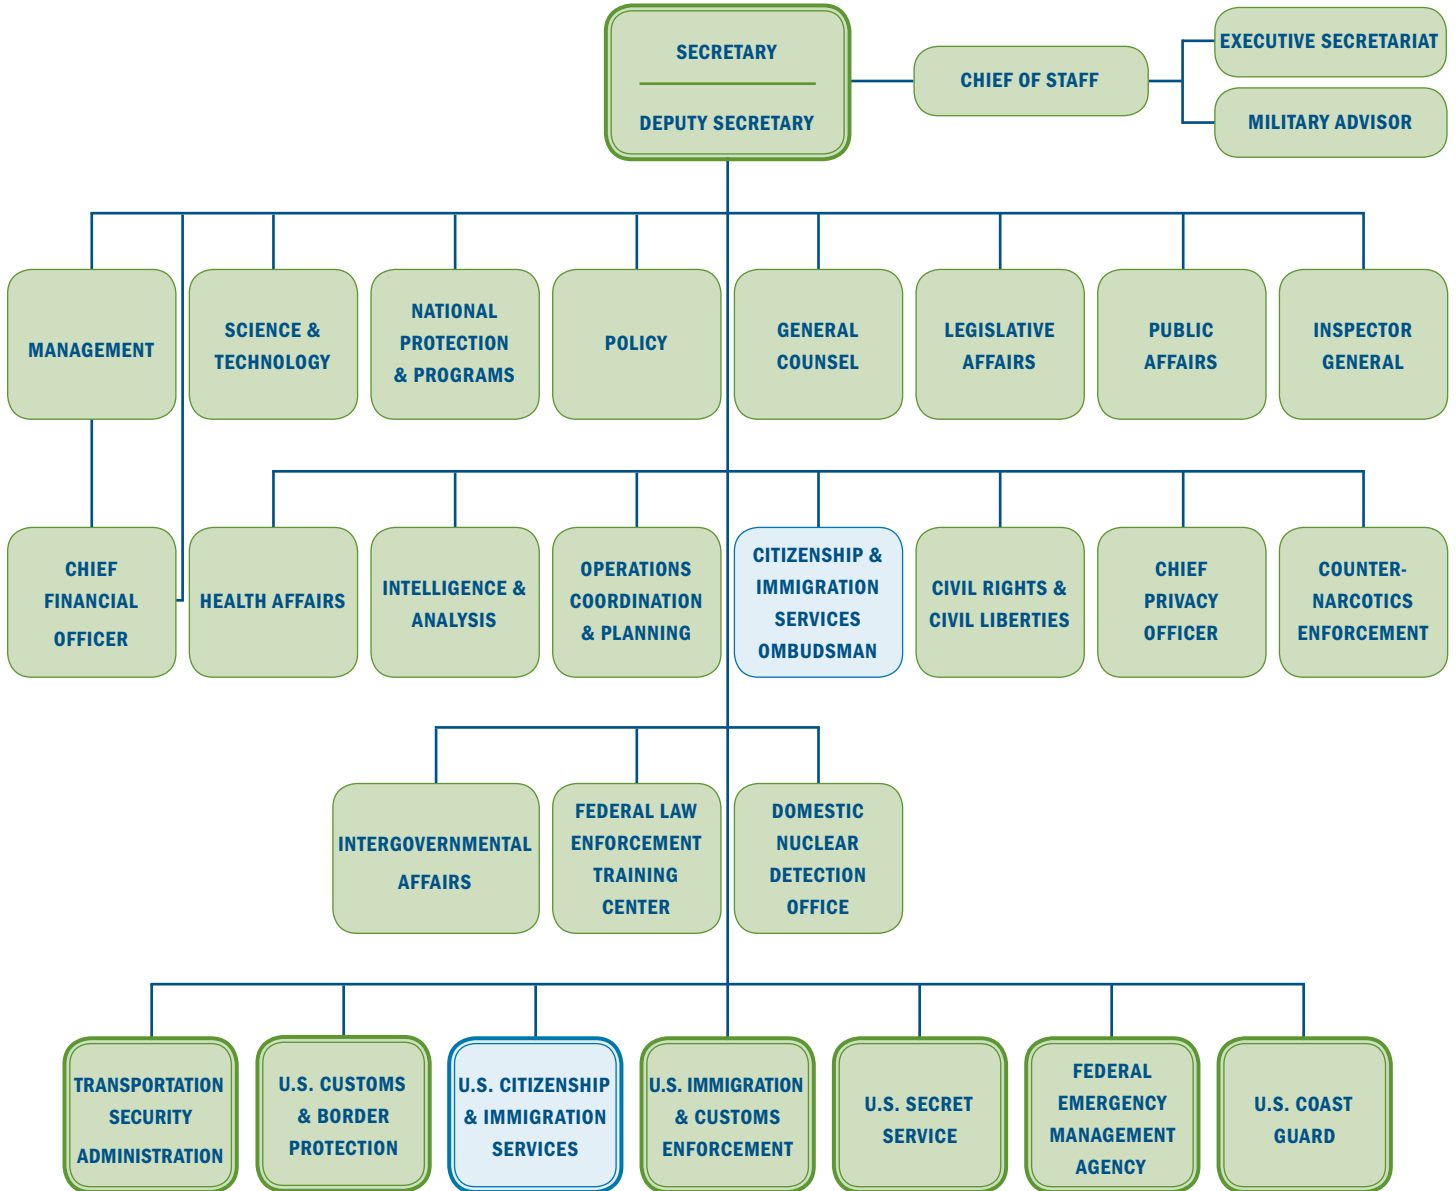 SECRETARY
DEPUTY SECRETARY
CHIEF OF STAFF
EXECUTIVE SECRETARIAT
MILITARY ADVISOR
MANAGEMENT
SCIENCE &
TECHNOLOGY
NATIONAL
PROTECTION
& PROGRAMS
POLICY
GENERAL
COUNSEL
LEGISLATIVE
AFFAIRS
PUBLIC
AFFAIRS
INSPECTOR
GENERAL
CHIEF
FINANCIAL
OFFICER
HEALTH AFFAIRS
INTELLIGENCE &
ANALYSIS
OPERATIONS
COORDINATION
& PLANNING
CITIZENSHIP &
IMMIGRATION
SERVICES
OMBUDSMAN
CIVIL RIGHTS &
CIVIL LIBERTIES
CHIEF
PRIVACY
OFFICER
COUNTER-
NARCOTICS
ENFORCEMENT
INTERGOVERNMENTAL
AFFAIRS
FEDERAL LAW
ENFORCEMENT
TRAINING
CENTER
DOMESTIC
NUCLEAR
DETECTION
OFFICE
TRANSPORTATION
SECURITY
ADMINISTRATION
U.S. CUSTOMS
& BORDER
PROTECTION
U.S. CITIZENSHIP
& IMMIGRATION
SERVICES
U.S. IMMIGRATION
& CUSTOMS
ENFORCEMENT
U.S. SECRET
SERVICE
FEDERAL
EMERGENCY
MANAGEMENT
AGENCY
U.S. COAST
GUARD